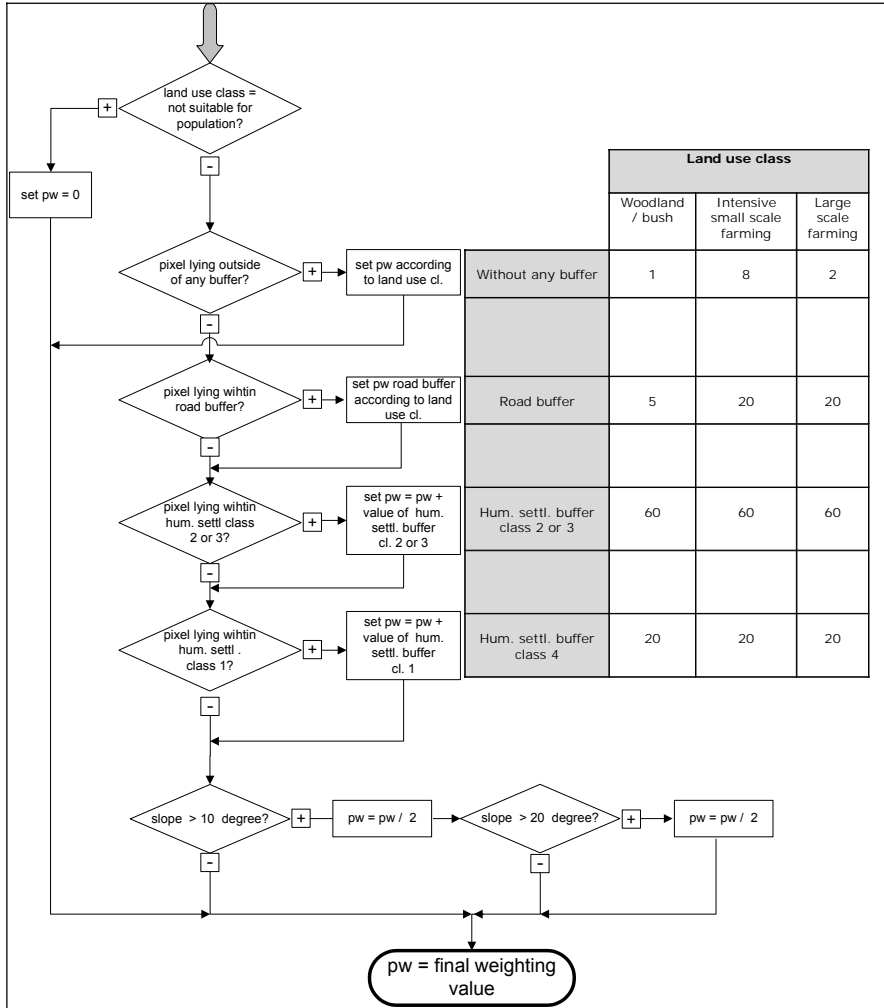 land use class =
not suitable for
population?
+
-
set pw = 0
pixel lying outside
of any buffer?
+
-
set pw according
to land use cl.
pixel lying wihtin
road buffer?
+
-
set pw road buffer
according to land
use cl.
pixel lying wihtin
hum. settl class
2 or 3?
+
-
set pw = pw +
value of hum.
settl. buffer
cl. 2 or 3
pixel lying wihtin
hum. settl .
class 1?
+
-
set pw = pw +
value of hum.
settl. buffer
cl. 1
Land use class
Woodland
/ bush
Intensive
small scale
farming
Large
scale
farming
Without any buffer 1 8 2
Road buffer 5 20 20
Hum. settl. buffer
class 2 or 3
60 60 60
Hum. settl. buffer
class 4
20 20 20
slope > 10 degree?
+
-
pw = pw / 2
slope > 20 degree?
+
-
pw = pw / 2
pw = final weighting
value